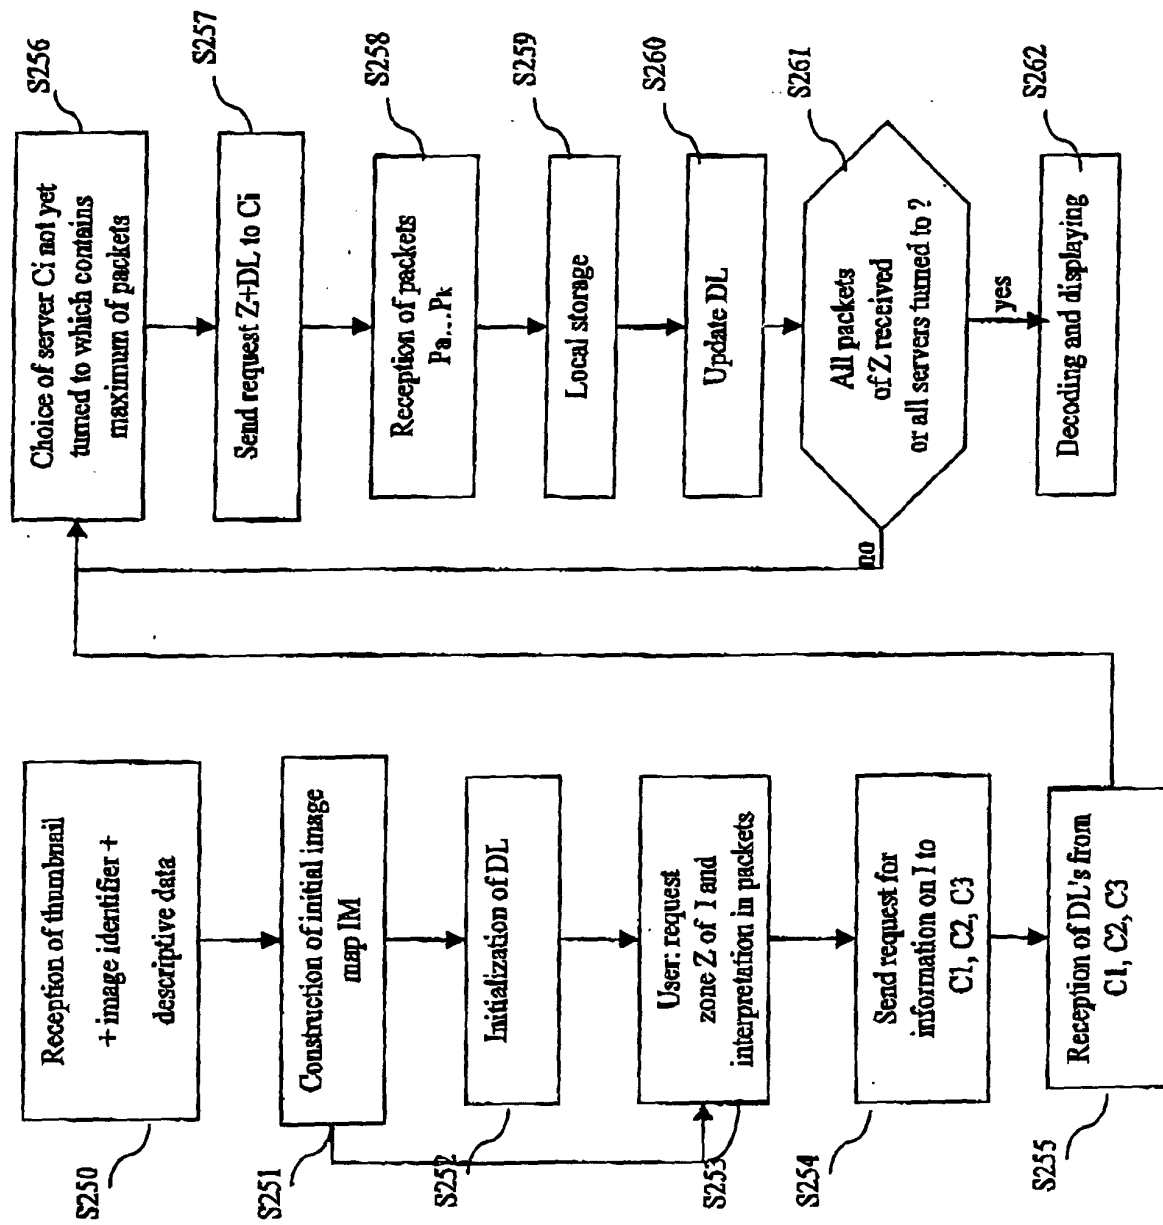 S250
Reception of thumbnail
+ image identifier +
descriptive data
S251
Construction of initial image
map IM
S252
Initialization of DL
S253
User: request
zone Z of I and
interpretation in packets
S254
Send request for
information on I to
C1, C2, C3
S255
Reception of DL's from
C1, C2, C3
S256
Choice of server Ci not yet
turned to which contains
maximum of packets
S257
Send request Z+DL to Ci
S258
Reception of packets
Pa...Pk
S259
Local storage
S260
Update DL
S261
All packets
of Z received
or all servers turned to ?
no
yes
S262
Decoding and displaying